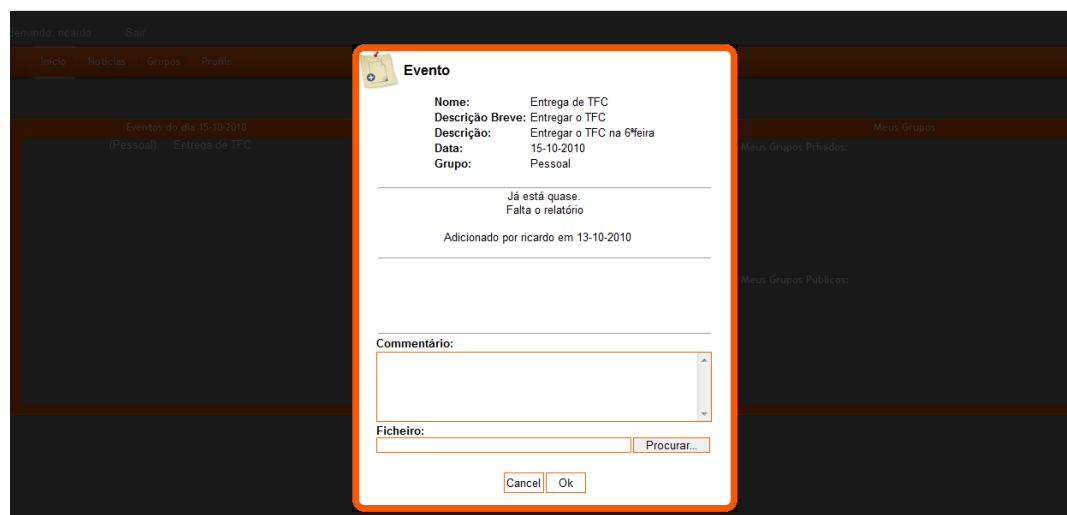 Sair
Inicio Noticias Grupos Profile
Evento
Nome: Entrega de TFC
Descrição Breve: Entregar o TFC
Descrição: Entregar o TFC na 6ªfeira
Data: 15-10-2010
Grupo: Pessoal
Já está quase.
Falta o relatório
Adicionado por ricardo em 13-10-2010
Commentário:
Ficheiro:
Procurar...
Cancel Ok
Eventos do dia 15-10-2010
(Pessoal) Entrega de TFC
Meus Grupos
Meus Grupos Privados:
Meus Grupos Publicos: